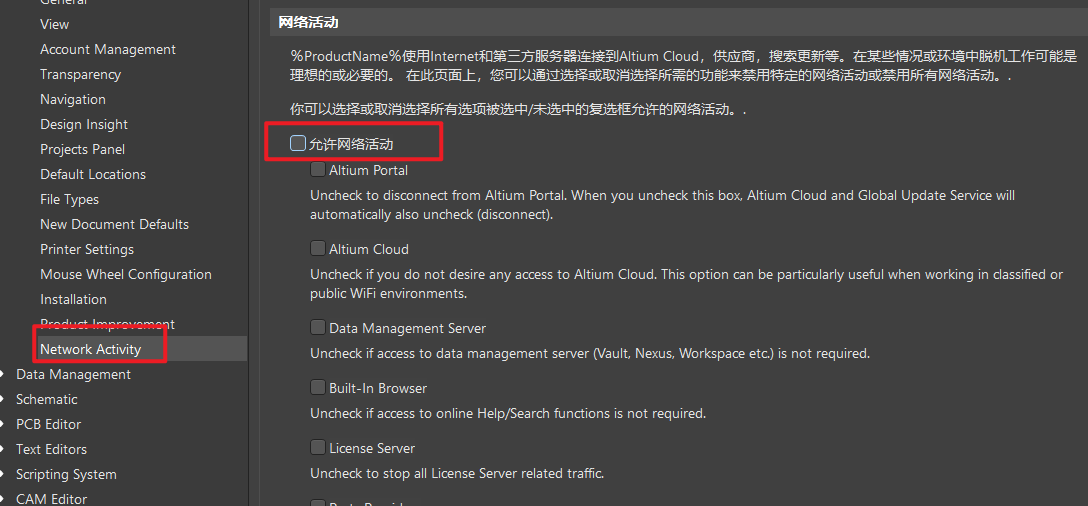 General
View
Account Management
Transparency
Navigation
Design Insight
Projects Panel
Default Locations
File Types
New Document Defaults
Printer Settings
Mouse Wheel Configuration
Installation
Product Improvement
Network Activity
Data Management
Schematic
PCB Editor
Text Editors
Scripting System
CAM Editor
网络活动
%ProductName%使用Internet和第三方服务器连接到Altium Cloud，供应商，搜索更新等。在某些情况或环境中脱机工作可能是
理想的或必要的。 在此页面上，您可以通过选择或取消选择所需的功能来禁用特定的网络活动或禁用所有网络活动。.
你可以选择或取消选择所有选项被选中/未选中的复选框允许的网络活动。.
允许网络活动
Altium Portal
Uncheck to disconnect from Altium Portal. When you uncheck this box, Altium Cloud and Global Update Service will
automatically also uncheck (disconnect).
Altium Cloud
Uncheck if you do not desire any access to Altium Cloud. This option can be particularly useful when working in classified or
public WiFi environments.
Data Management Server
Uncheck if access to data management server (Vault, Nexus, Workspace etc.) is not required.
Built-In Browser
Uncheck if access to online Help/Search functions is not required.
License Server
Uncheck to stop all License Server related traffic.